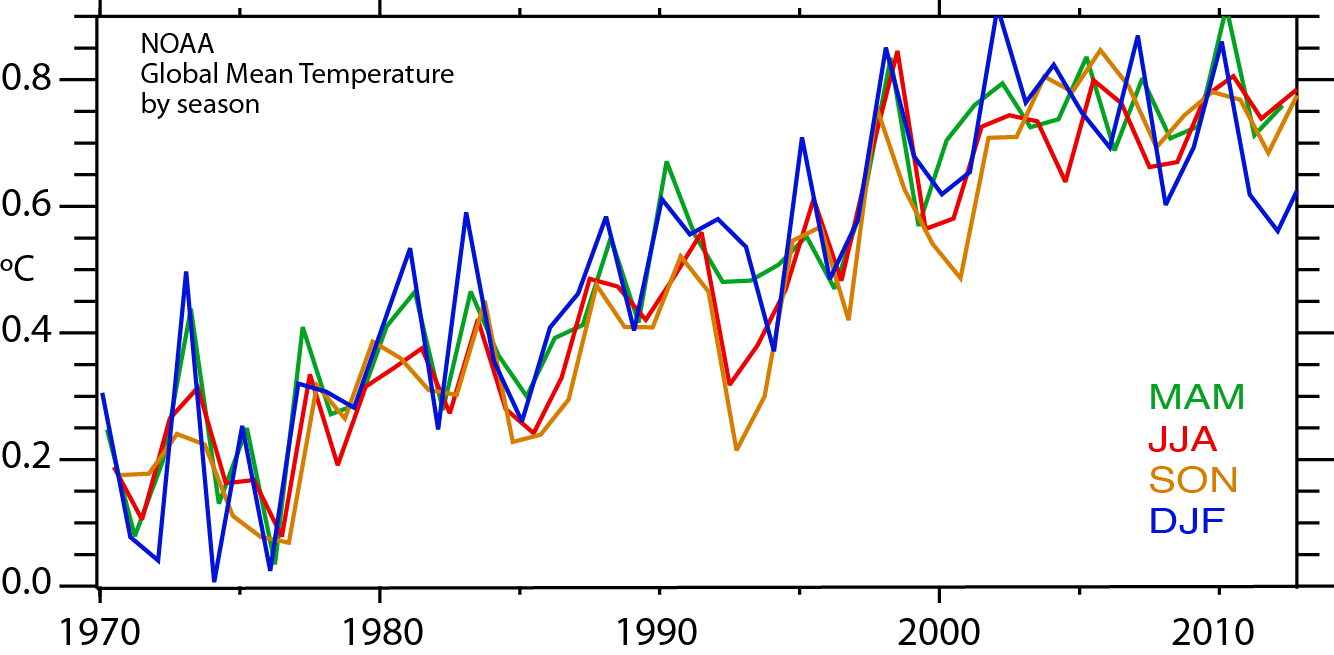 NOAA
Global Mean Temperature
by season
0.8
0.6
ºC
0.4
0.2
0.0
MAM
JJA
SON
DJF
1970 1980 1990 2000 2010